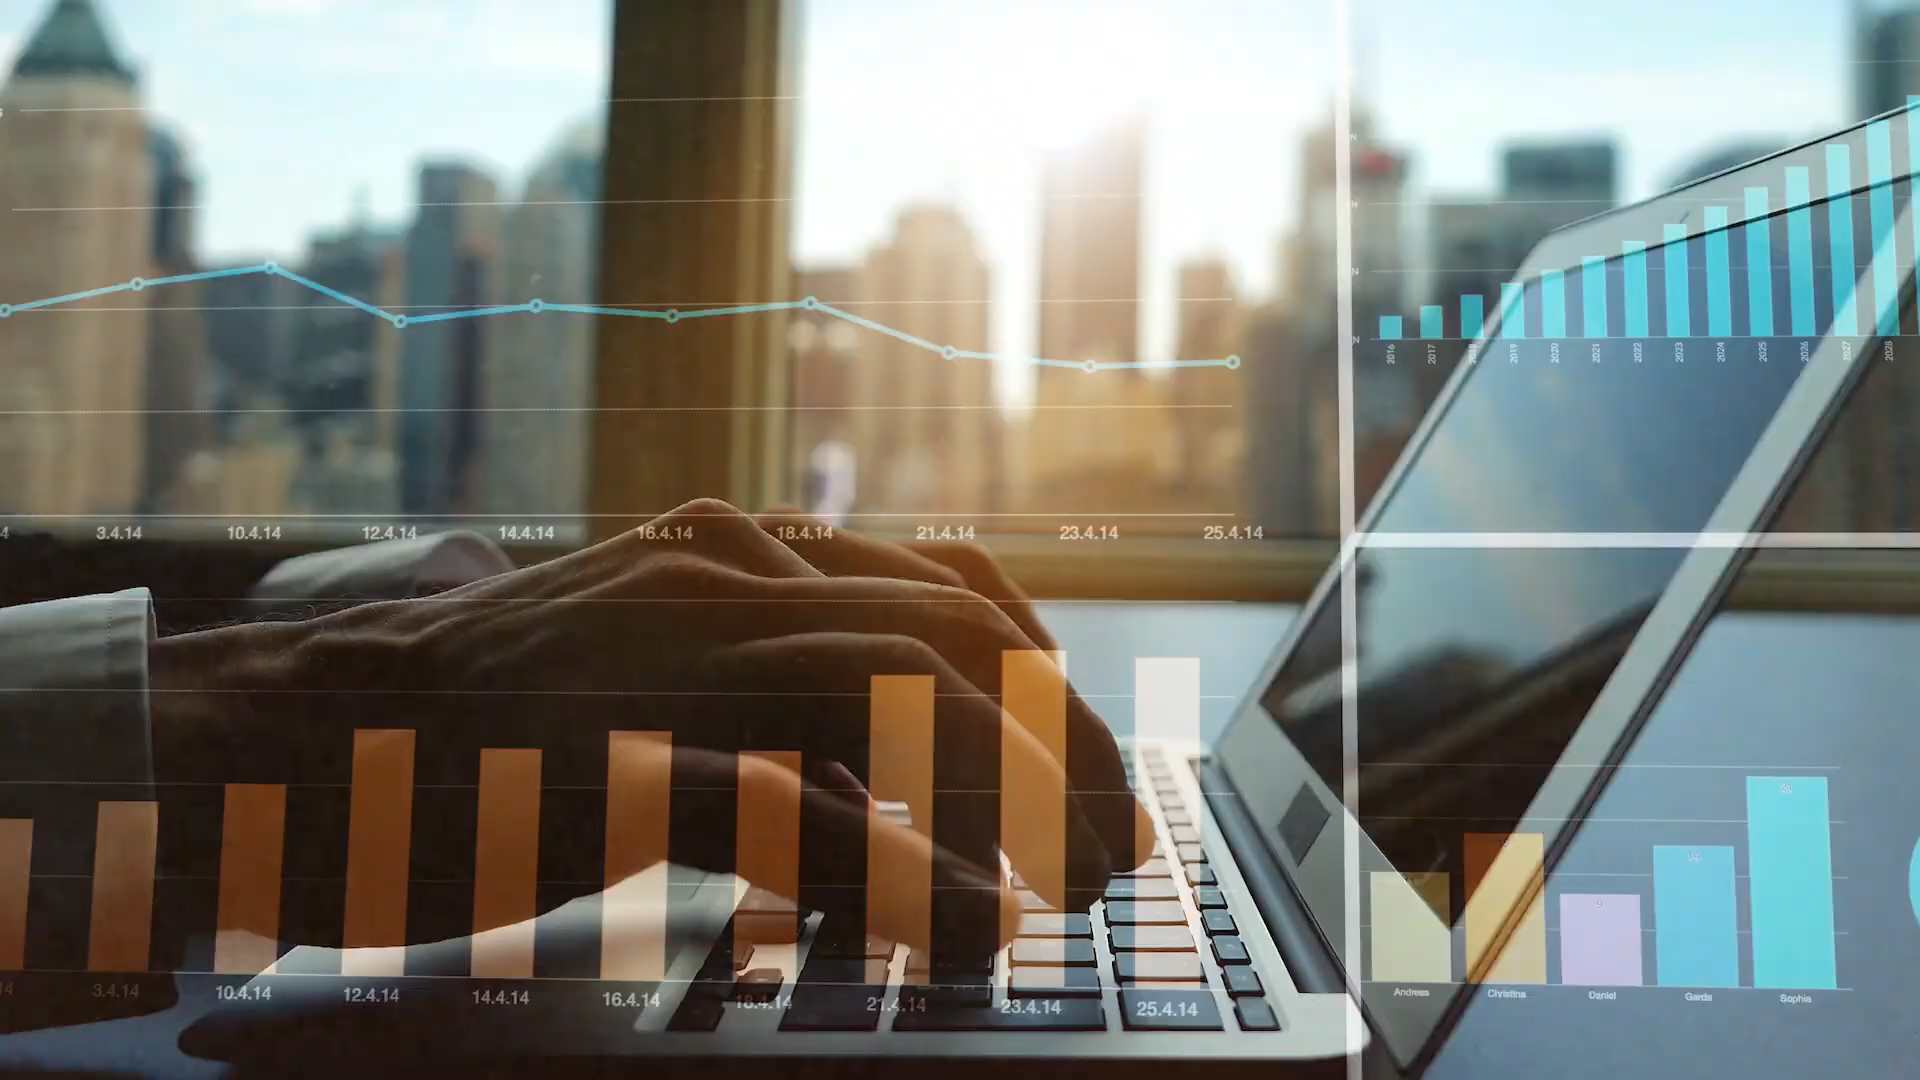 3.4.14 10.4.14 12.4.14 14.4.14 16.4.14 18.4.14 21.4.14 23.4.14 25.4.14
2016 2017 2018 2019 2020 2021 2022 2023 2024 2025 2026 2027 2028
3.4.14 10.4.14 12.4.14 14.4.14 16.4.14 18.4.14 21.4.14 23.4.14 25.4.14
9
Andreas Christina Daniel Garda Sophia